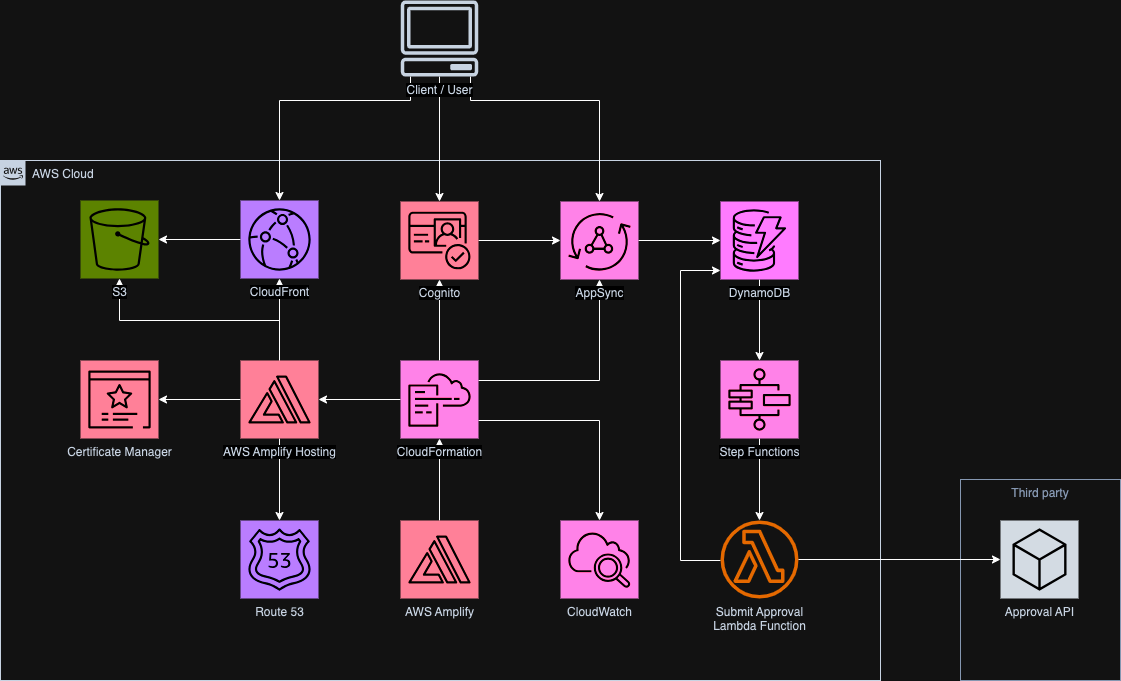 Client / User
aws
AWS Cloud
S3
CloudFront
Cognito
AppSync
DynamoDB
Certificate Manager
AWS Amplify Hosting
CloudFormation
Step Functions
Third party
53
Route 53
AWS Amplify
CloudWatch
Submit Approval
Lambda Function
Approval API